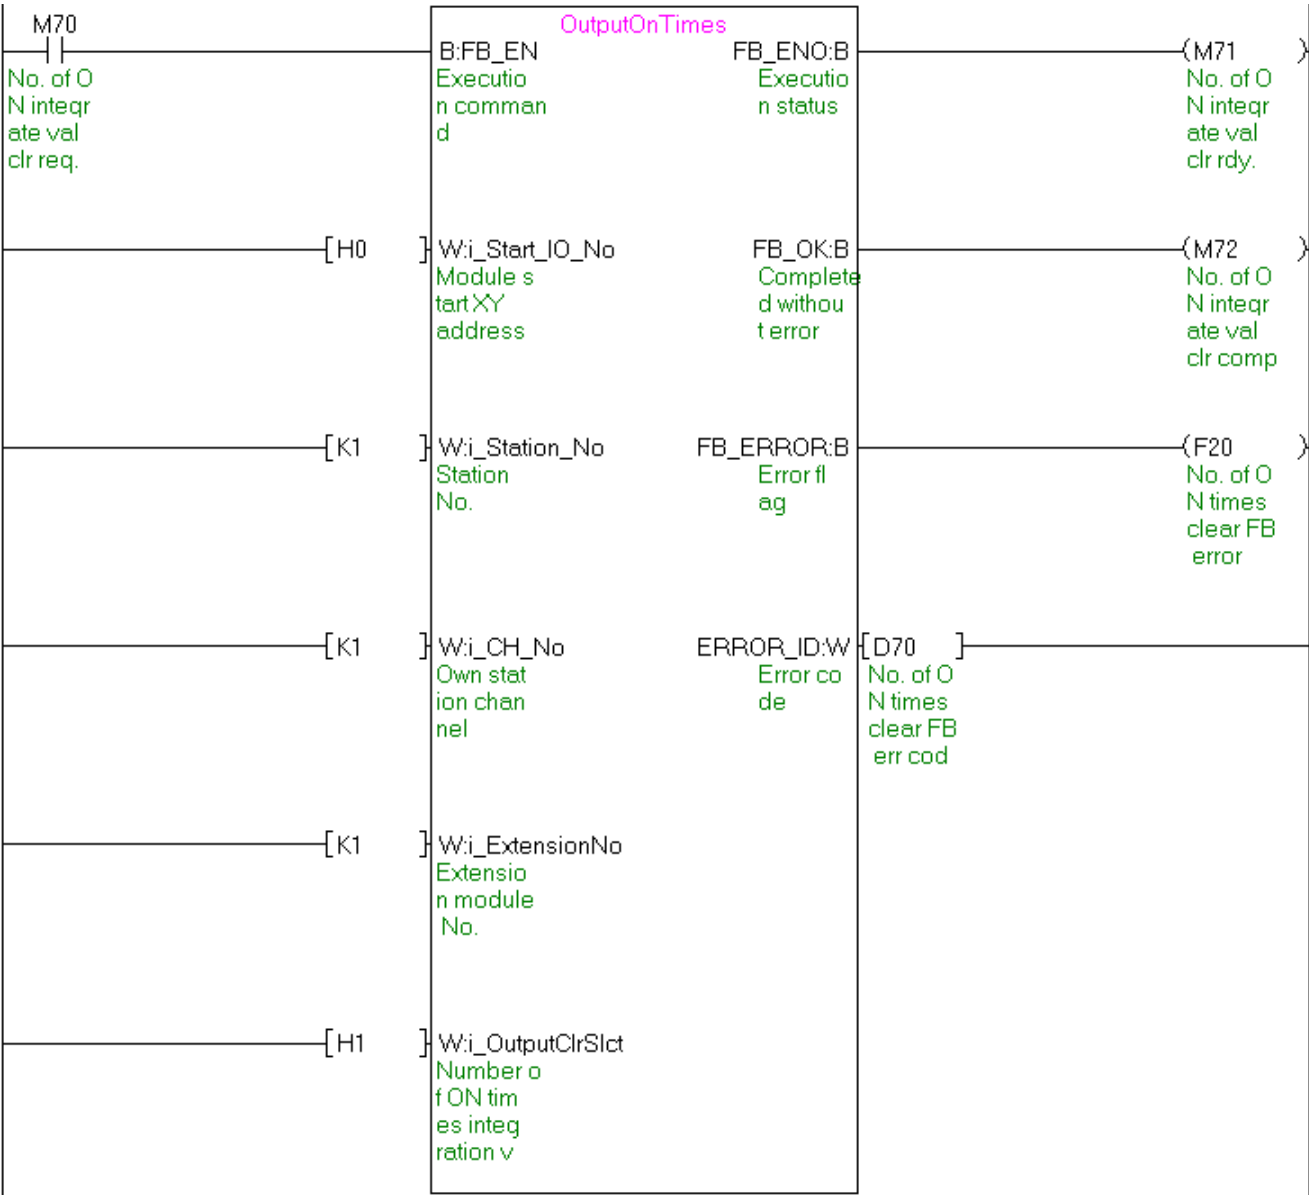 M70
OutputOnTimes
B:FB_EN
FB_ENO:B
(M71 )
No. of O
N inteqr
ate val
clr req.
Executio
n comman
d
Executio
n status
No. of O
N inteqr
ate val
clr rdy.
[H0 ]
W:i_Start_IO_No
FB_OK:B
(M72 )
Module s
tart XY
address
Complete
d withou
t error
No. of O
N inteqr
ate val
clr comp
[K1 ]
W:i_Station_No
FB_ERROR:B
(F20 )
Station
No.
Error fl
ag
No. of O
N times
clear FB
error
[K1 ]
W:i_CH_No
ERROR_ID:W
[D70 ]
Own stat
ion chan
nel
Error co
de
No. of O
N times
clear FB
err cod
[K1 ]
W:i_ExtensionNo
Extensio
n module
No.
[H1 ]
W:i_OutputClrSlct
Number o
f ON tim
es integ
ration v